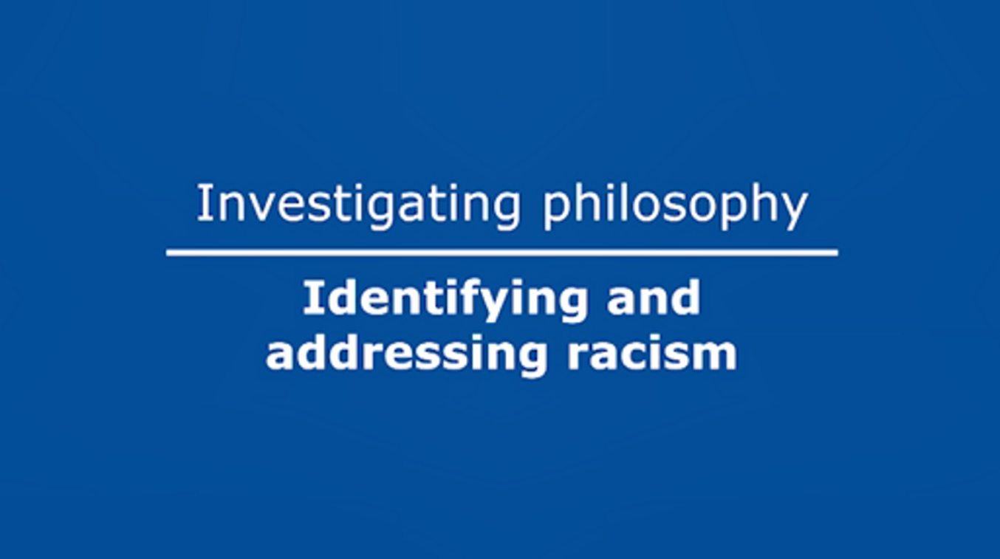 Investigating philosophy
Identifying and
addressing racism